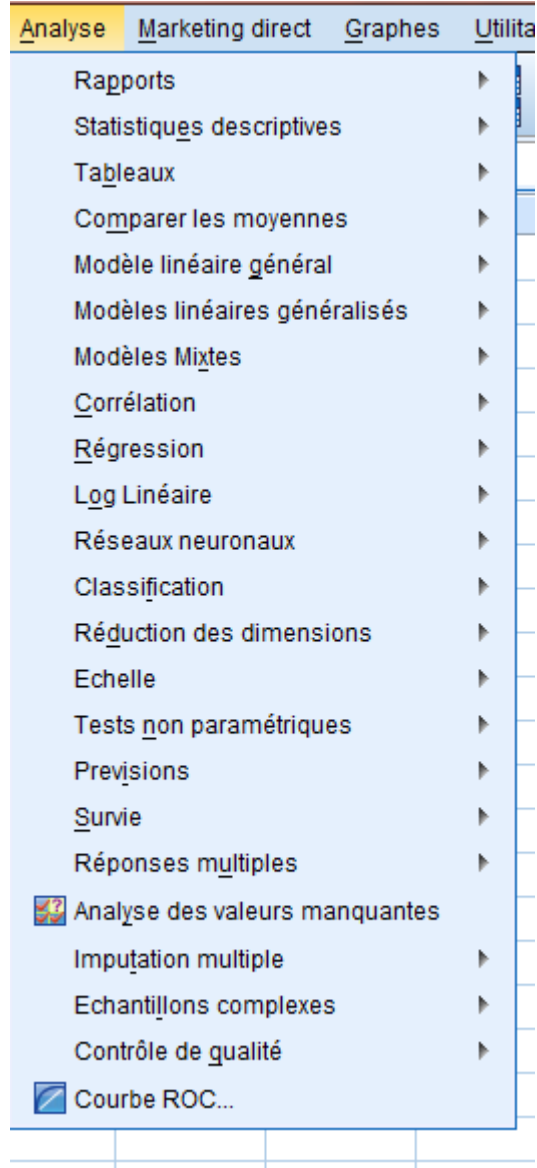 Analyse Marketing direct Graphes Utilita
Rapports
Statistiques descriptives
Tableaux
Comparer les moyennes
Modèle linéaire général
Modèles linéaires généralisés
Modèles Mixtes
Corrélation
Régression
Log Linéaire
Réseaux neuronaux
Classification
Réduction des dimensions
Echelle
Tests non paramétriques
Previsions
Survie
Réponses multiples
Analyse des valeurs manquantes
Imputation multiple
Echantillons complexes
Contrôle de qualité
Courbe ROC...